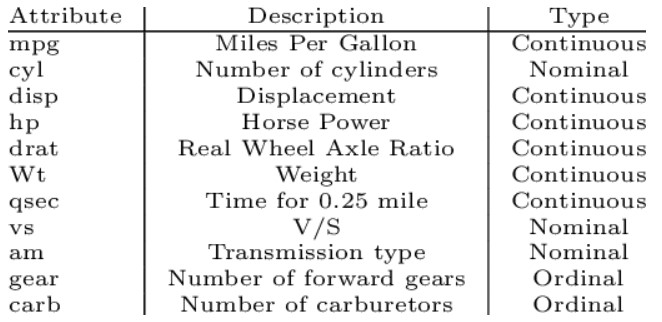 Attribute Description Type
mpg Miles Per Gallon Continuous
cyl Number of cylinders Nominal
disp Displacement Continuous
hp Horse Power Continuous
drat Real Wheel Axle Ratio Continuous
Wt Weight Continuous
qsec Time for 0.25 mile Continuous
vs V/S Nominal
am Transmission type Nominal
gear Number of forward gears Ordinal
carb Number of carburetors Ordinal